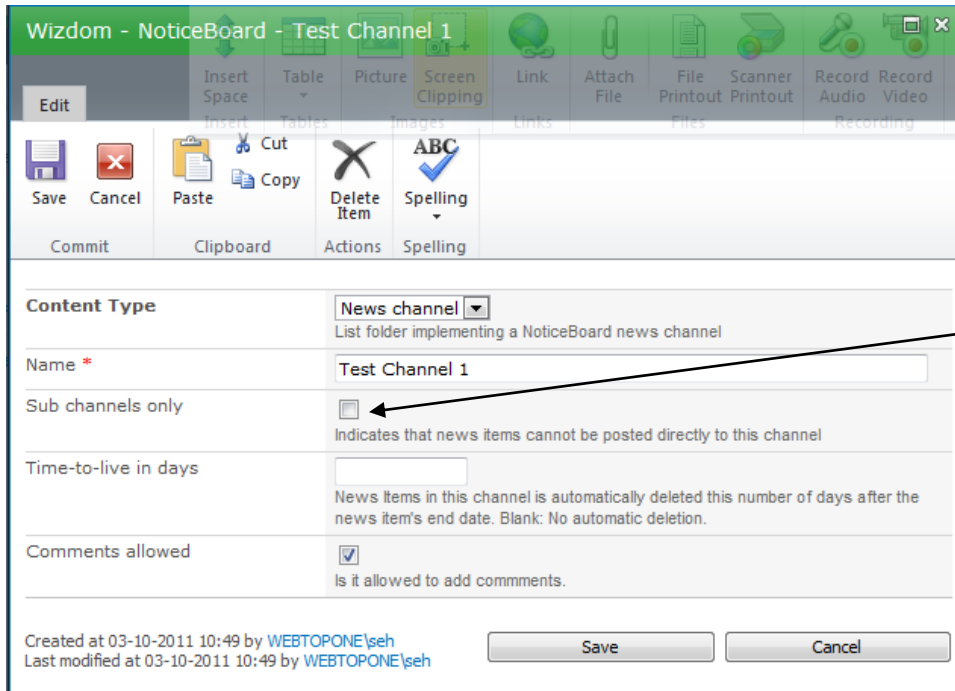 Wizdom - NoticeBoard - Test Channel 1
Edit
Insert Space
Table
Picture
Screen Clipping
Link
Attach File
File Printout
Scanner Printout
Record Audio
Record Video
Insert
Tables
Images
Links
Files
Recording
Save
Cancel
Paste
Cut
Copy
Delete Item
ABC
Spelling
Commit
Clipboard
Actions
Spelling
Content Type
News channel
List folder implementing a NoticeBoard news channel
Name *
Test Channel 1
Sub channels only
Indicates that news items cannot be posted directly to this channel
Time-to-live in days
News Items in this channel is automatically deleted this number of days after the
news item's end date. Blank: No automatic deletion.
Comments allowed
Is it allowed to add commments.
Created at 03-10-2011 10:49 by WEBTOPONE\seh
Last modified at 03-10-2011 10:49 by WEBTOPONE\seh
Save
Cancel